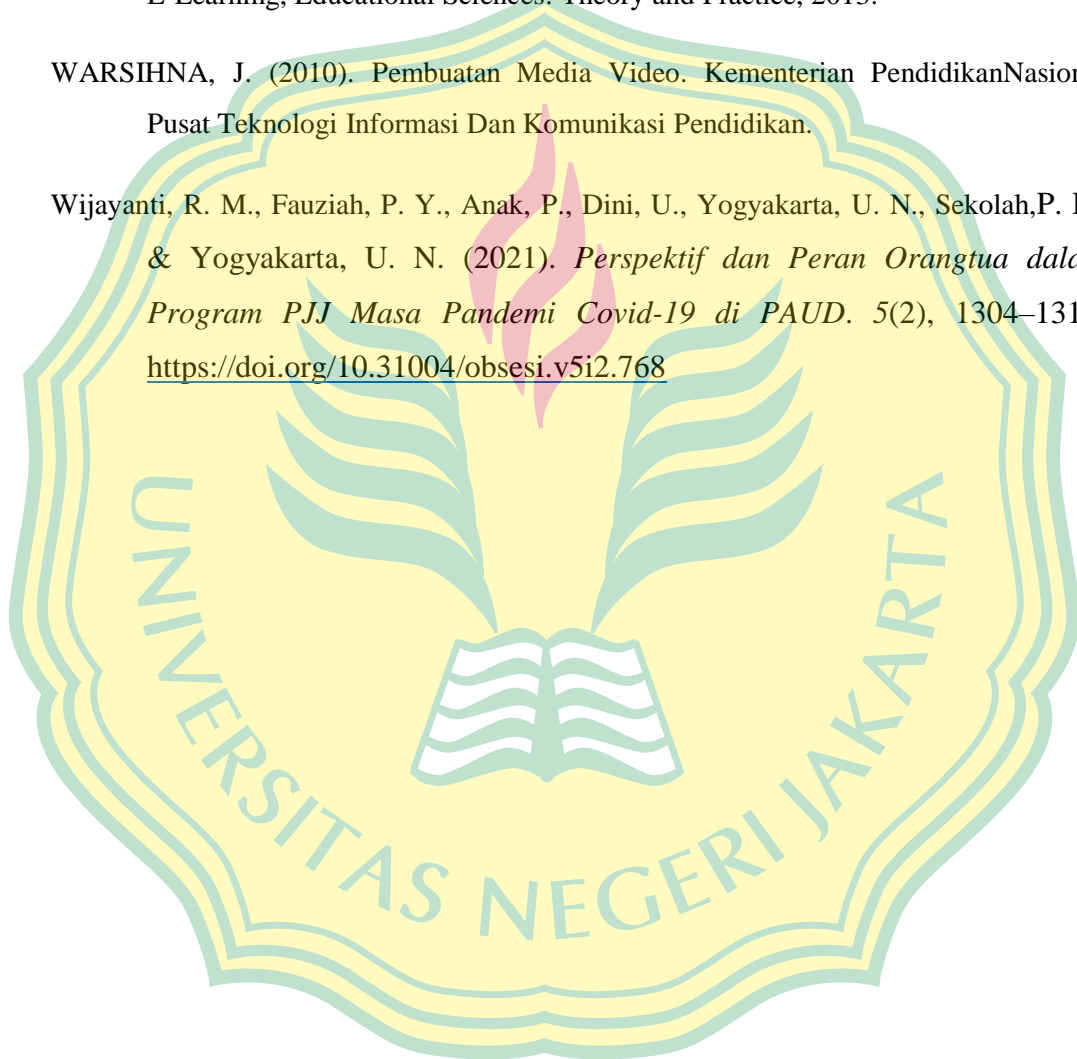 E-Learning, Educational Sciences: Theory and Practice, 2013.
WARSIHNA, J. (2010). Pembuatan Media Video. Kementerian PendidikanNasion
Pusat Teknologi Informasi Dan Komunikasi Pendidikan.
Wijayanti, R. M., Fauziah, P. Y., Anak, P., Dini, U., Yogyakarta, U. N., Sekolah,P.
& Yogyakarta, U. N. (2021). Perspektif dan Peran Orangtua dala
Program PJJ Masa Pandemi Covid-19 di PAUD. 5(2), 1304–131
https://doi.org/10.31004/obsesi.v5i2.768
UNIVERSITAS NEGERI JAKARTA